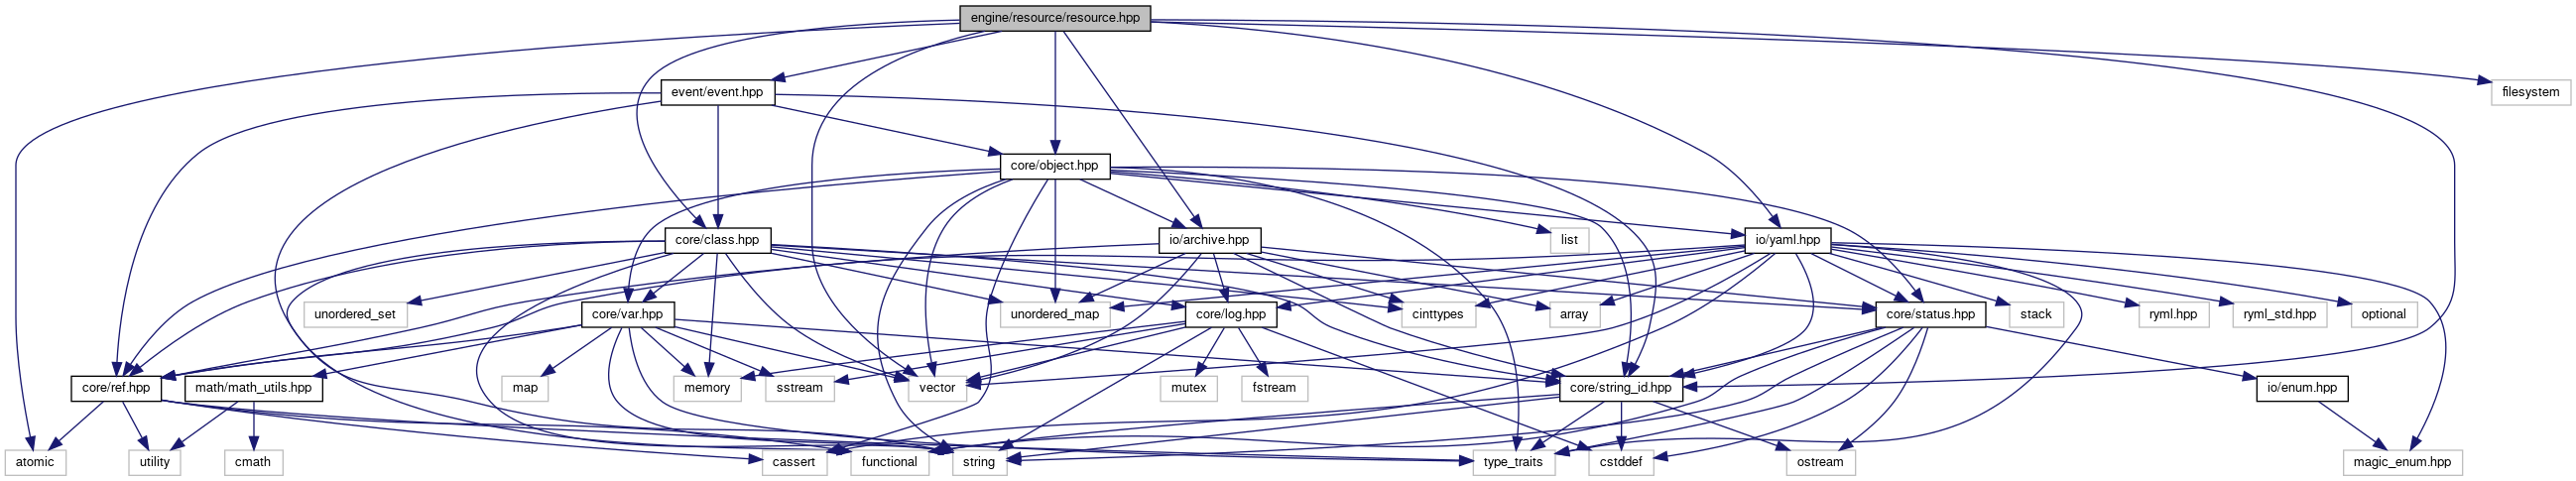 engine/resource/resource.hpp
event/event.hpp
filesystem
core/object.hpp
core/class.hpp
io/archive.hpp
list
io/yaml.hpp
unordered_set
core/var.hpp
unordered_map
core/log.hpp
cinttypes
array
core/status.hpp
stack
ryml.hpp
ryml_std.hpp
optional
core/ref.hpp
math/math_utils.hpp
map
memory
sstream
vector
mutex
fstream
core/string_id.hpp
io/enum.hpp
atomic
utility
cmath
cassert
functional
string
type_traits
cstddef
ostream
magic_enum.hpp